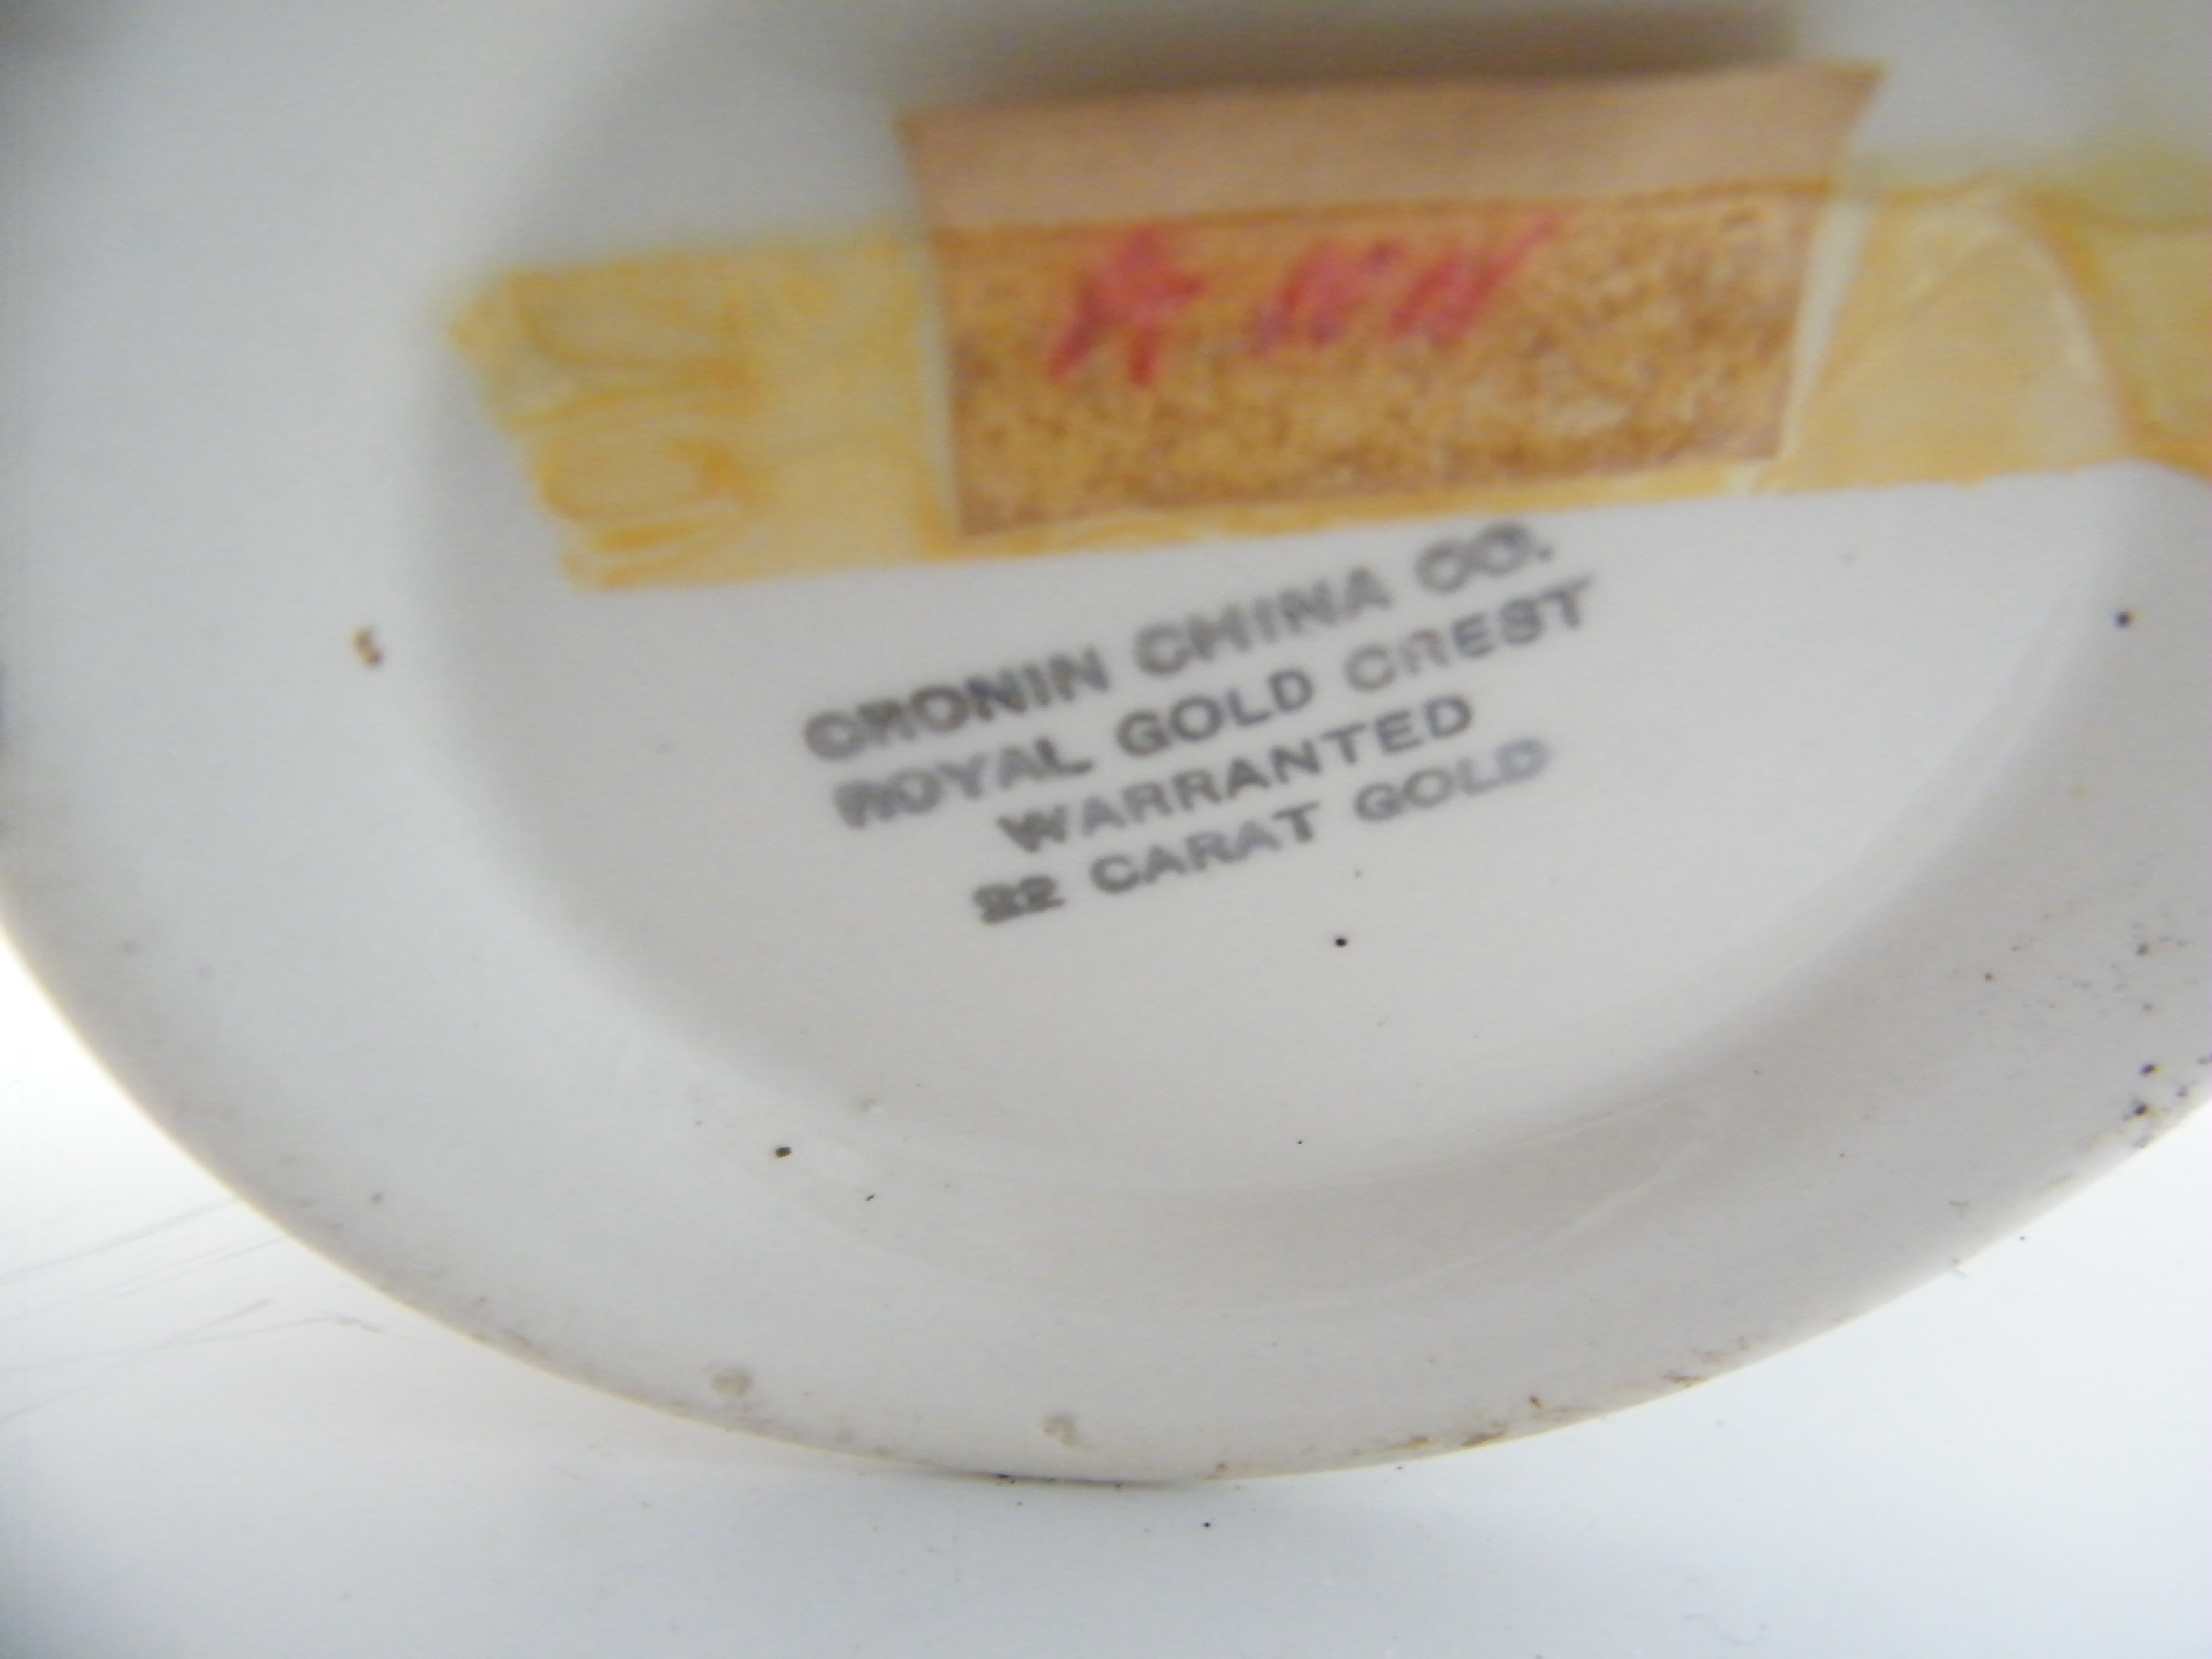 CRONIN CHINA CO.
ROYAL GOLD CREST
WARRANTED
22 CARAT GOLD